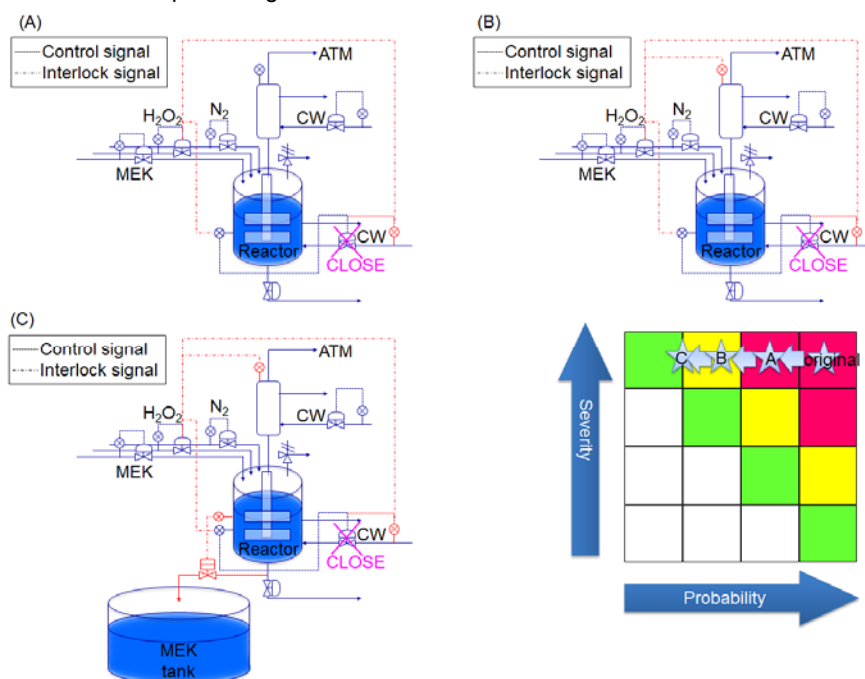 (A)
Control signal
Interlock signal
ATM
H₂O₂
N₂
CW
MEK
Reactor
CW
CLOSE
(B)
Control signal
Interlock signal
ATM
H₂O₂
N₂
CW
MEK
Reactor
CW
CLOSE
(C)
Control signal
Interlock signal
ATM
H₂O₂
N₂
CW
MEK
Reactor
CW
CLOSE
MEK
tank
C
B
A
original
Severity
Probability